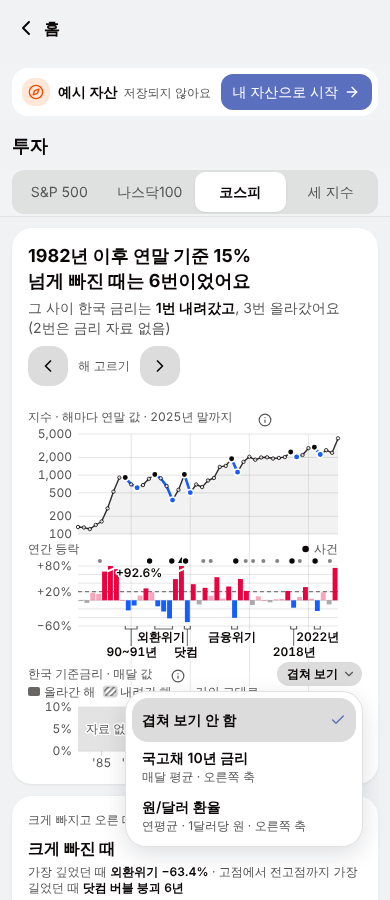 홈
예시 자산 저장되지 않아요 내 자산으로 시작
투자
S&P 500 나스닥100 코스피 세 지수
1982년 이후 연말 기준 15%
넘게 빠진 때는 6번이었어요
그 사이 한국 금리는 1번 내려갔고, 3번 올라갔어요
(2번은 금리 자료 없음)
해 고르기
지수 · 해마다 연말 값 · 2025년 말까지
5,000
2,000
1,000
500
200
100
연간 등락 사건
+80%
+92.6%
+20%
−60%
외환위기 금융위기 2022년
90~91년 닷컴 2018년
한국 기준금리 · 매달 값 겹쳐 보기
올라간 해
10%
5% 자료
0%
'85
겹쳐 보기 안 함
국고채 10년 금리
매달 평균 · 오른쪽 축
원/달러 환율
연평균 · 1달러당 원 · 오른쪽 축
크게 빠지고 오른
크게 빠진 때
가장 깊었던 때 외환위기 −63.4% · 고점에서 전고점까지 가장
길었던 때 닷컴 버블 붕괴 6년